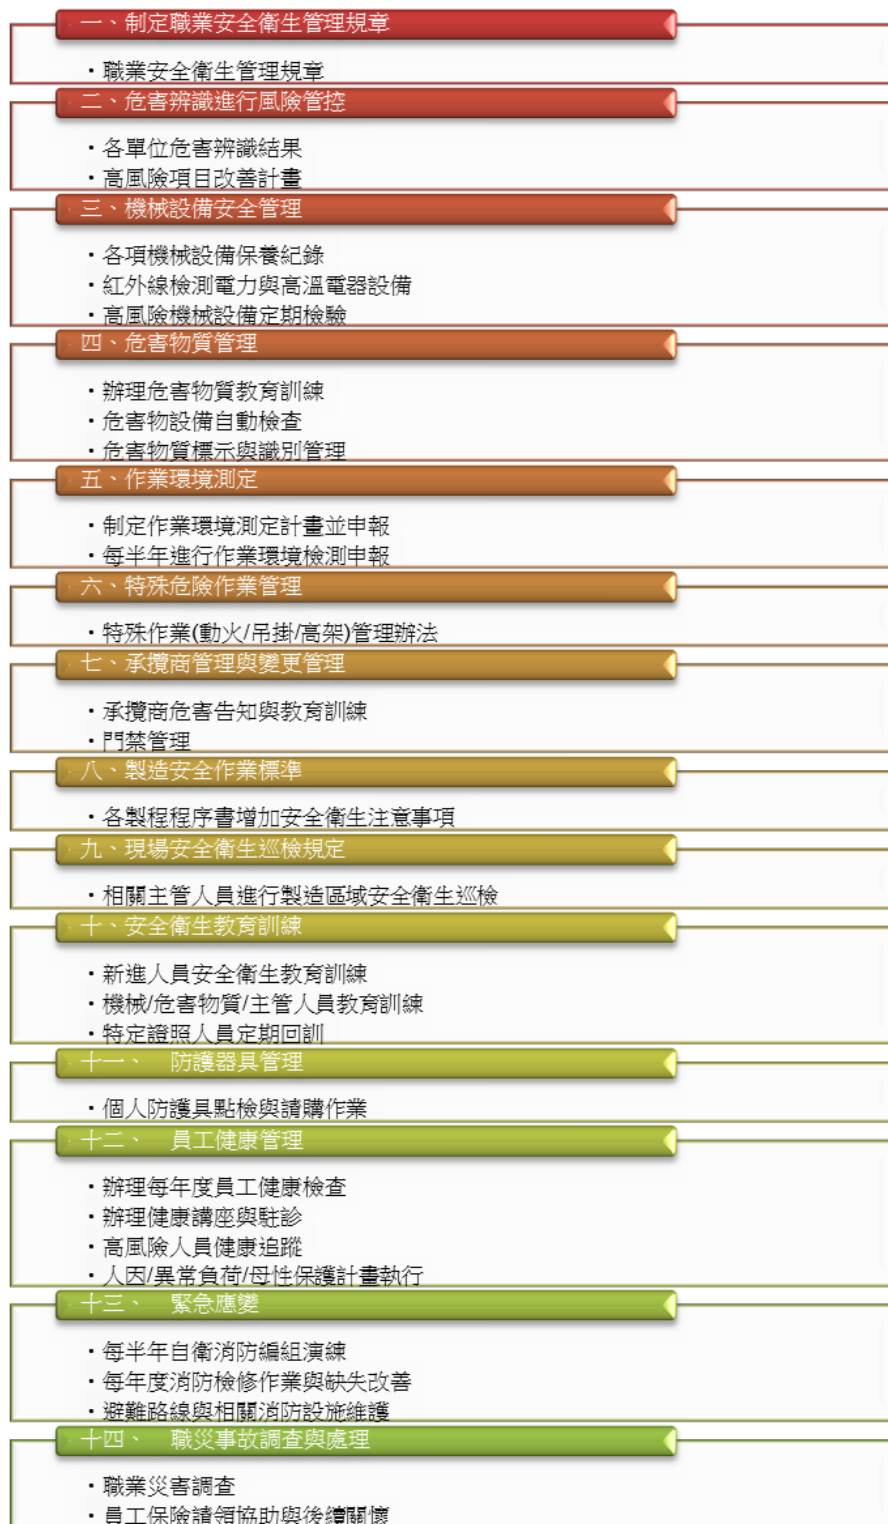 一、制定職業安全衛生管理規章
・職業安全衛生管理規章
二、危害辨識進行風險管控
・各單位危害辨識結果
・高風險項目改善計畫
三、機械設備安全管理
・各項機械設備保養紀錄
・紅外線檢測電力與高溫電器設備
・高風險機械設備定期檢驗
四、危害物質管理
・辦理危害物質教育訓練
・危害物設備自動檢查
・危害物質標示與識別管理
五、作業環境測定
・制定作業環境測定計畫並申報
・每半年進行作業環境檢測申報
六、特殊危險作業管理
・特殊作業(動火/吊掛/高架)管理辦法
七、承攬商管理與變更管理
・承攬商危害告知與教育訓練
・門禁管理
八、製造安全作業標準
・各製程程序書增加安全衛生注意事項
九、現場安全衛生巡檢規定
・相關主管人員進行製造區域安全衛生巡檢
十、安全衛生教育訓練
・新進人員安全衛生教育訓練
・機械/危害物質/主管人員教育訓練
・特定證照人員定期回訓
十一、 防護器具管理
・個人防護具點檢與請購作業
十二、 員工健康管理
・辦理每年度員工健康檢查
・辦理健康講座與駐診
・高風險人員健康追蹤
・人因/異常負荷/母性保護計畫執行
十三、 緊急應變
・每半年自衛消防編組演練
・每年度消防檢修作業與缺失改善
・避難路線與相關消防設施維護
十四、 職災事故調查與處理
・職業災害調查
・員工保險請領協助與後續關懷